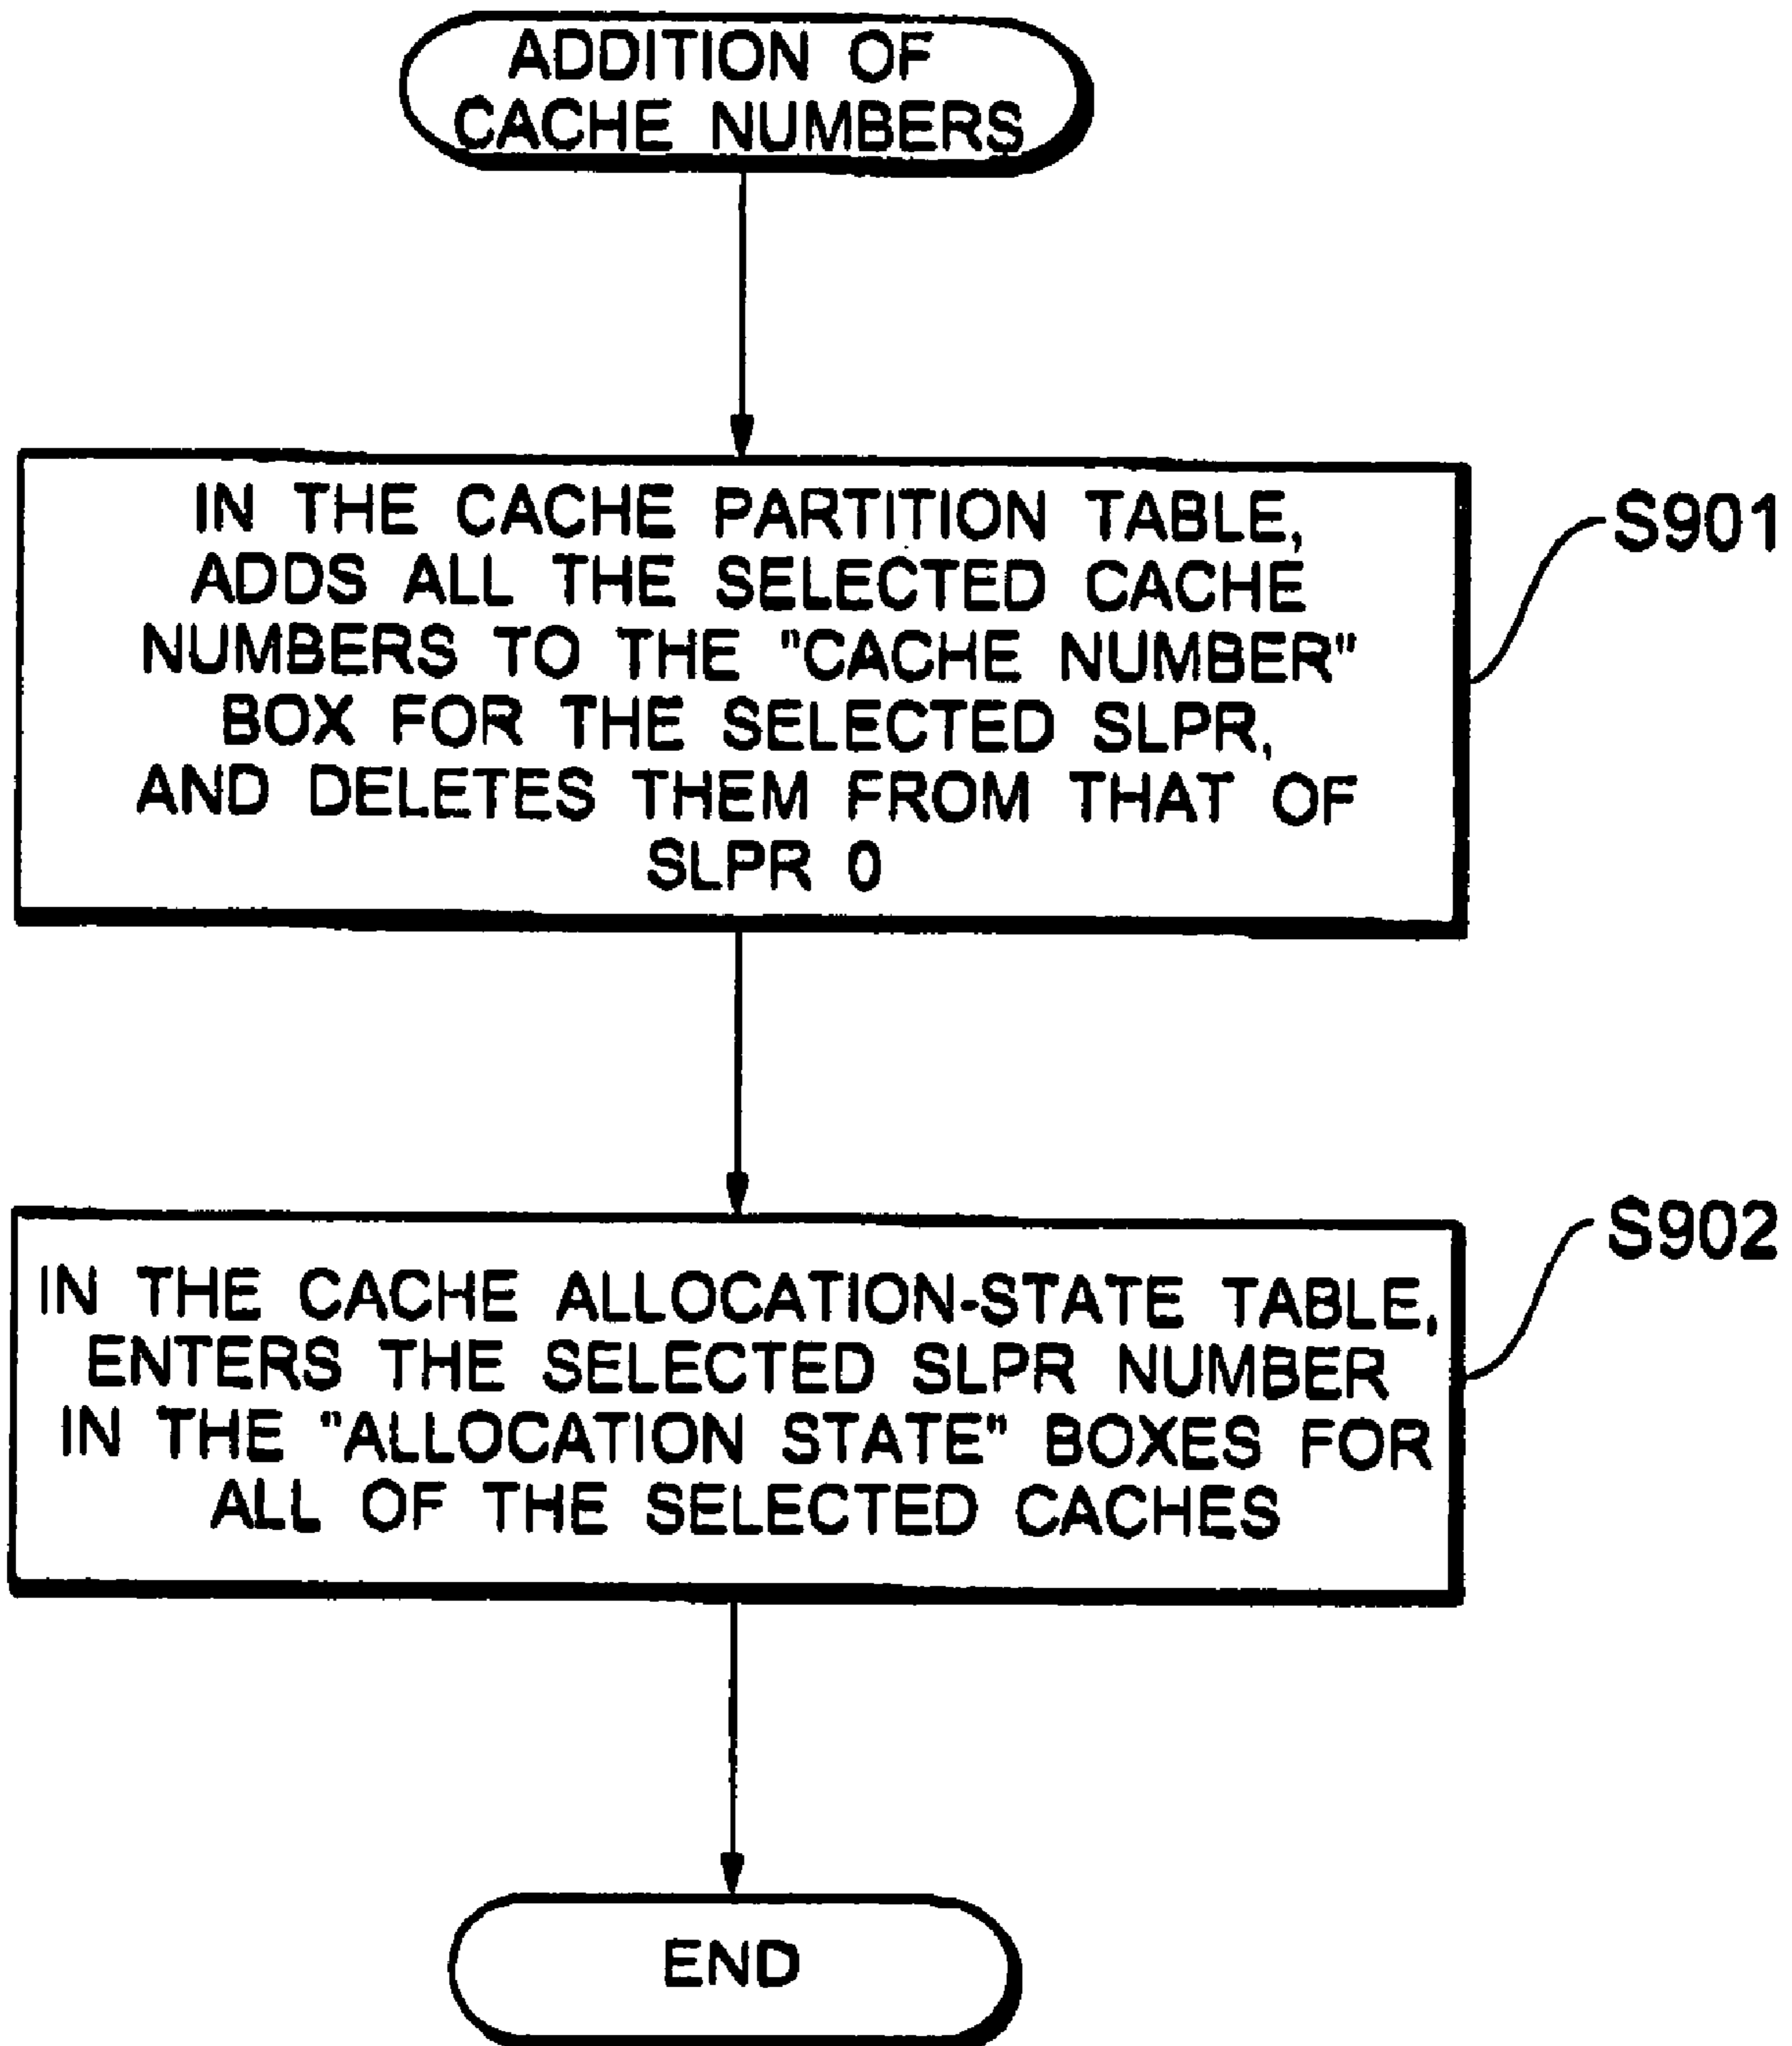 ADDITION OF
CACHE NUMBERS
IN THE CACHE PARTITION TABLE,
ADDS ALL THE SELECTED CACHE
NUMBERS TO THE "CACHE NUMBER"
BOX FOR THE SELECTED SLPR,
AND DELETES THEM FROM THAT OF
SLPR 0
S901
IN THE CACHE ALLOCATION-STATE TABLE,
ENTERS THE SELECTED SLPR NUMBER
IN THE "ALLOCATION STATE" BOXES FOR
ALL OF THE SELECTED CACHES
S902
END